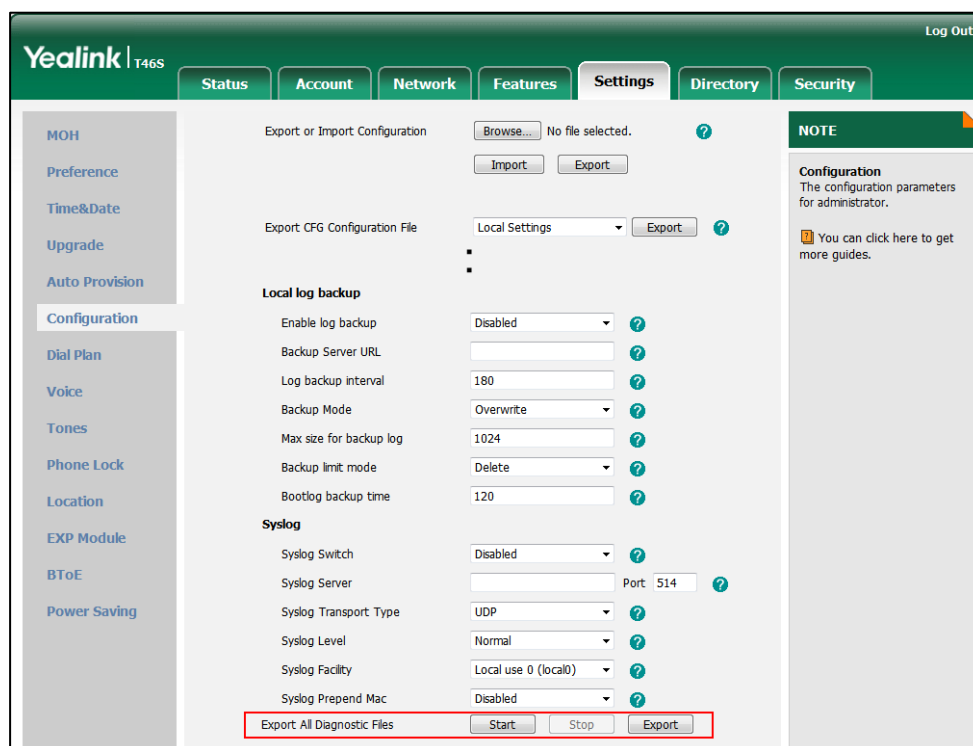 Log Out
Yealink T46S
Status Account Network Features Settings Directory Security
MOH
Preference
Time&Date
Upgrade
Auto Provision
Configuration
Dial Plan
Voice
Tones
Phone Lock
Location
EXP Module
BToE
Power Saving
Export or Import Configuration Browse... No file selected. ?
Import Export
Export CFG Configuration File Local Settings Export ?
Local log backup
Enable log backup Disabled ?
Backup Server URL ?
Log backup interval 180 ?
Backup Mode Overwrite ?
Max size for backup log 1024 ?
Backup limit mode Delete ?
Bootlog backup time 120 ?
Syslog
Syslog Switch Disabled ?
Syslog Server Port 514 ?
Syslog Transport Type UDP ?
Syslog Level Normal ?
Syslog Facility Local use 0 (local0) ?
Syslog Prepend Mac Disabled ?
Export All Diagnostic Files Start Stop Export
NOTE
Configuration
The configuration parameters
for administrator.
? You can click here to get
more guides.